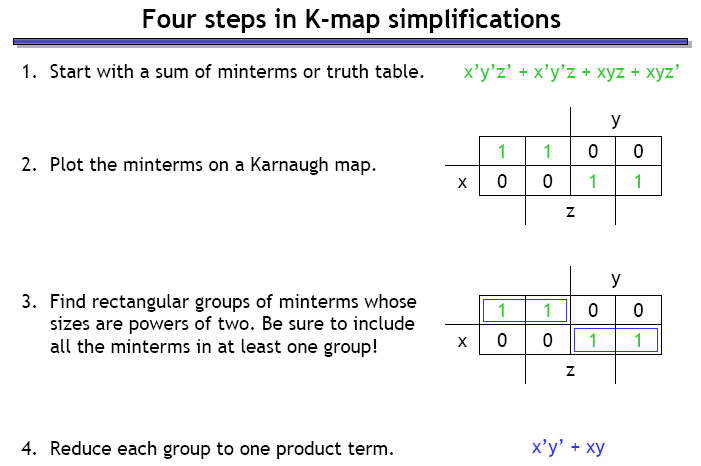 Four steps in K-map simplifications
1. Start with a sum of minterms or truth table.
x’y’z’ + x’y’z + xyz + xyz’
y
1 1 0 0
2. Plot the minterms on a Karnaugh map.
x 0 0 1 1
z
y
3. Find rectangular groups of minterms whose
sizes are powers of two. Be sure to include
all the minterms in at least one group!
1 1 0 0
x 0 0 1 1
z
4. Reduce each group to one product term.
x’y’ + xy